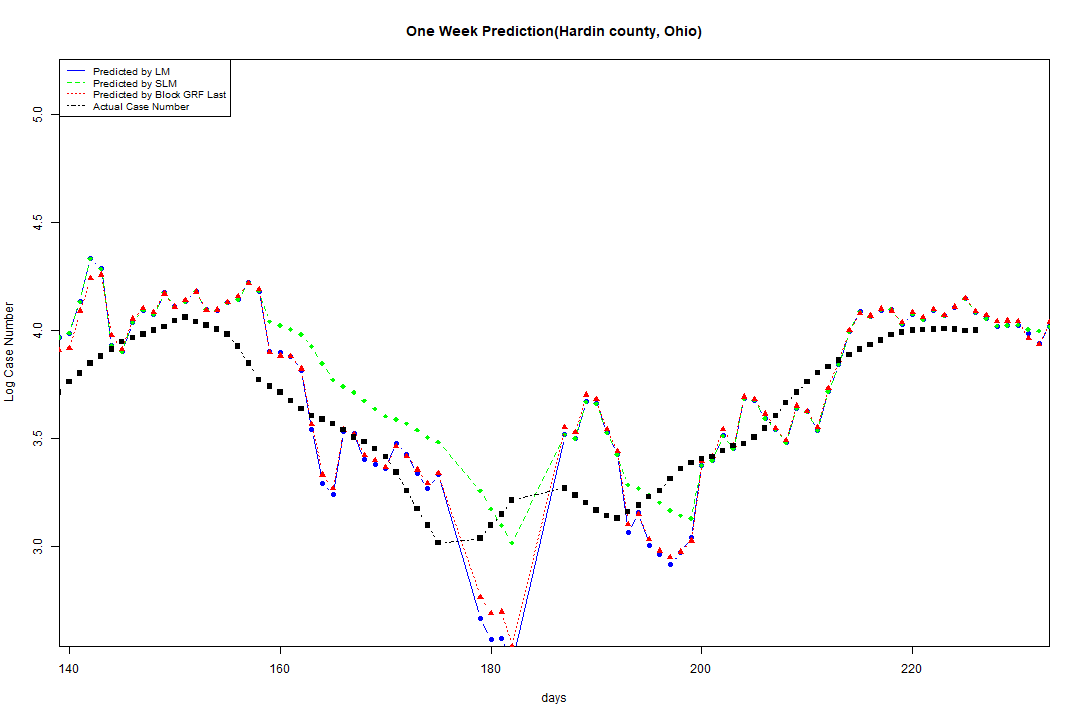 One Week Prediction(Hardin county, Ohio)
Predicted by LM
Predicted by SLM
Predicted by Block GRF Last
Actual Case Number
Log Case Number
5.0
4.5
4.0
3.5
3.0
140 160 180 200 220
days